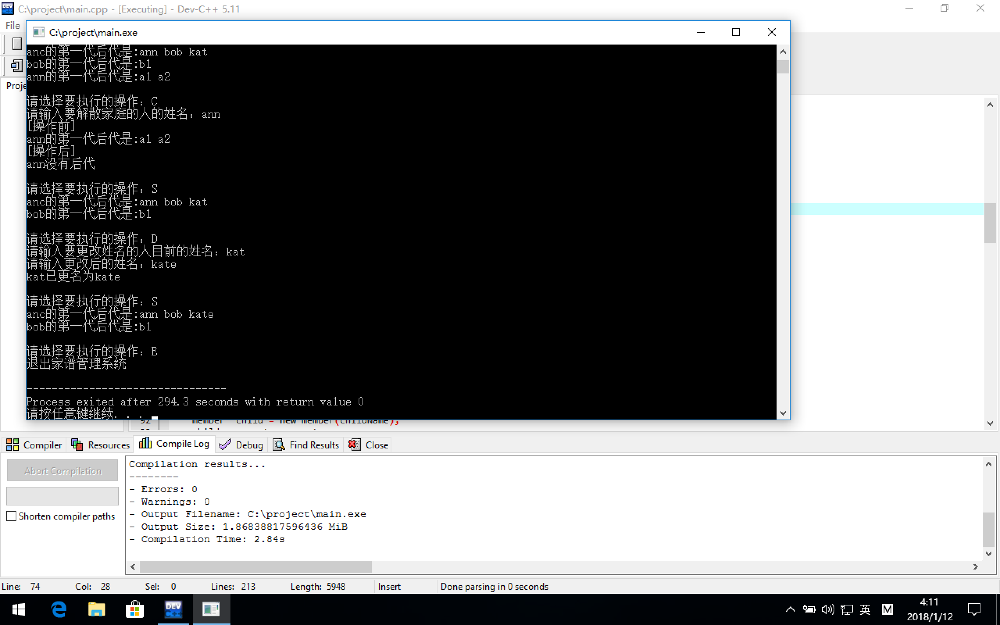 C:\project\main.cpp - [Executing] - Dev-C++ 5.11
File
C:\project\main.exe
Proje
anc的第一代后代是:ann bob kat
bob的第一代后代是:b1
ann的第一代后代是:a1 a2
请选择要执行的操作：C
请输入要解散家庭的人的姓名：ann
[操作前]
ann的第一代后代是:a1 a2
[操作后]
ann没有后代
请选择要执行的操作：S
anc的第一代后代是:ann bob kat
bob的第一代后代是:b1
请选择要执行的操作：D
请输入要更改姓名的人目前的姓名：kat
请输入更改后的姓名：kate
kat已更名为kate
请选择要执行的操作：S
anc的第一代后代是:ann bob kate
bob的第一代后代是:b1
请选择要执行的操作：E
退出家谱管理系统
--------------------------------
Process exited after 294.3 seconds with return value 0
请按任意键继续. . .
92 member child = new member(childName);
Compiler Resources Compile Log Debug Find Results Close
Abort Compilation
Shorten compiler paths
Compilation results...
--------
- Errors: 0
- Warnings: 0
- Output Filename: C:\project\main.exe
- Output Size: 1.86838817596436 MiB
- Compilation Time: 2.84s
Line: 74 Col: 28 Sel: 0 Lines: 213 Length: 5948 Insert Done parsing in 0 seconds
DEV C++
英 M
4:11
2018/1/12